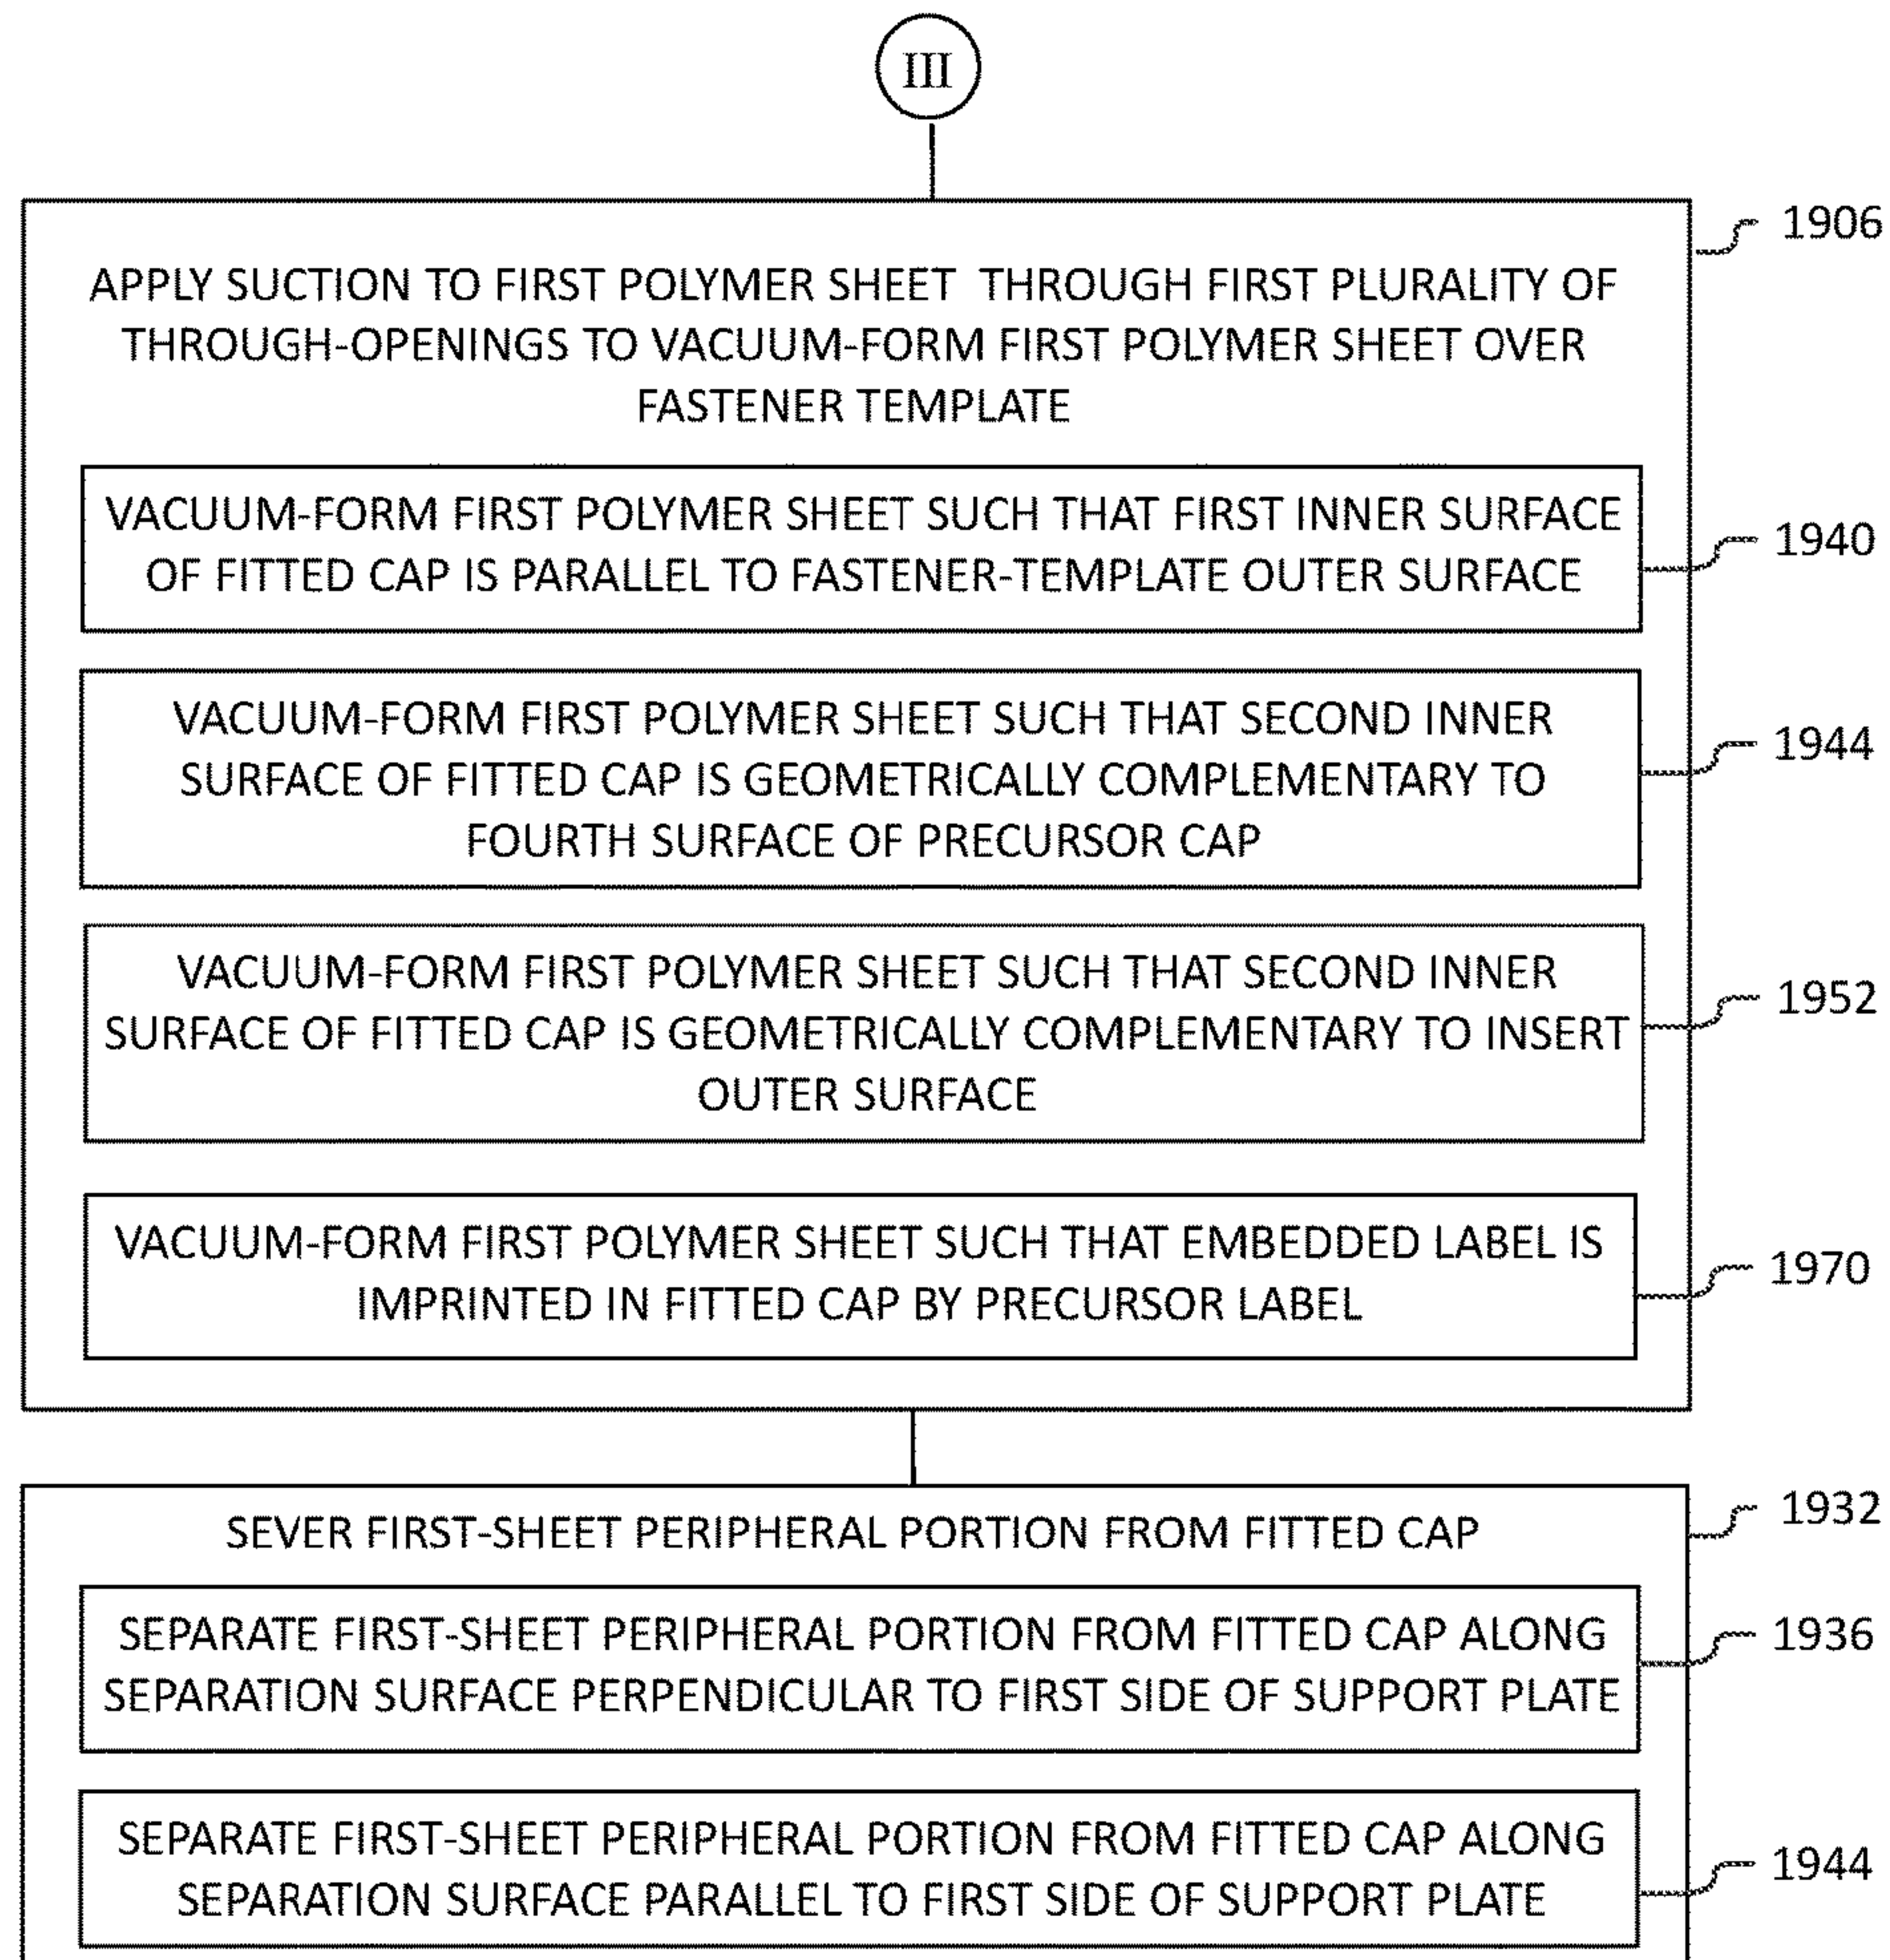 III
1906
APPLY SUCTION TO FIRST POLYMER SHEET THROUGH FIRST PLURALITY OF
THROUGH-OPENINGS TO VACUUM-FORM FIRST POLYMER SHEET OVER
FASTENER TEMPLATE
VACUUM-FORM FIRST POLYMER SHEET SUCH THAT FIRST INNER SURFACE
OF FITTED CAP IS PARALLEL TO FASTENER-TEMPLATE OUTER SURFACE
1940
VACUUM-FORM FIRST POLYMER SHEET SUCH THAT SECOND INNER
SURFACE OF FITTED CAP IS GEOMETRICALLY COMPLEMENTARY TO
FOURTH SURFACE OF PRECURSOR CAP
1944
VACUUM-FORM FIRST POLYMER SHEET SUCH THAT SECOND INNER
SURFACE OF FITTED CAP IS GEOMETRICALLY COMPLEMENTARY TO INSERT
OUTER SURFACE
1952
VACUUM-FORM FIRST POLYMER SHEET SUCH THAT EMBEDDED LABEL IS
IMPRINTED IN FITTED CAP BY PRECURSOR LABEL
1970
SEVER FIRST-SHEET PERIPHERAL PORTION FROM FITTED CAP
1932
SEPARATE FIRST-SHEET PERIPHERAL PORTION FROM FITTED CAP ALONG
SEPARATION SURFACE PERPENDICULAR TO FIRST SIDE OF SUPPORT PLATE
1936
SEPARATE FIRST-SHEET PERIPHERAL PORTION FROM FITTED CAP ALONG
SEPARATION SURFACE PARALLEL TO FIRST SIDE OF SUPPORT PLATE
1944